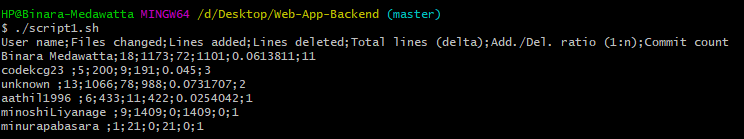 HP@Binara-Medawatta MINGW64 /d/Desktop/Web-App-Backend (master)
$ ./script1.sh
User name;Files changed;Lines added;Lines deleted;Total lines (delta);Add./Del. ratio (1:n);Commit count
Binara Medawatta;18;1173;72;1101;0.0613811;11
codekcg23 ;5;200;9;191;0.045;3
unknown ;13;1066;78;988;0.0731707;2
aathil1996 ;6;433;11;422;0.0254042;1
minoshiLiyanage ;9;1409;0;1409;0;1
minurapabasara ;1;21;0;21;0;1